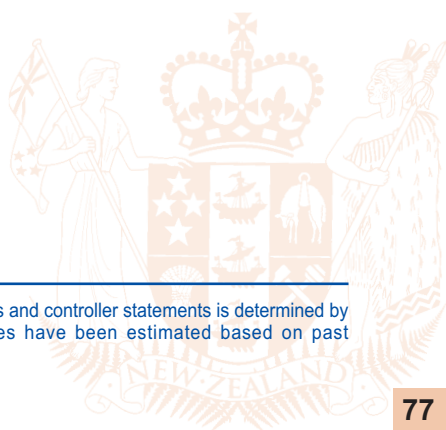 s and controller statements is determined by
es have been estimated based on past
NEW ZEALAND
77